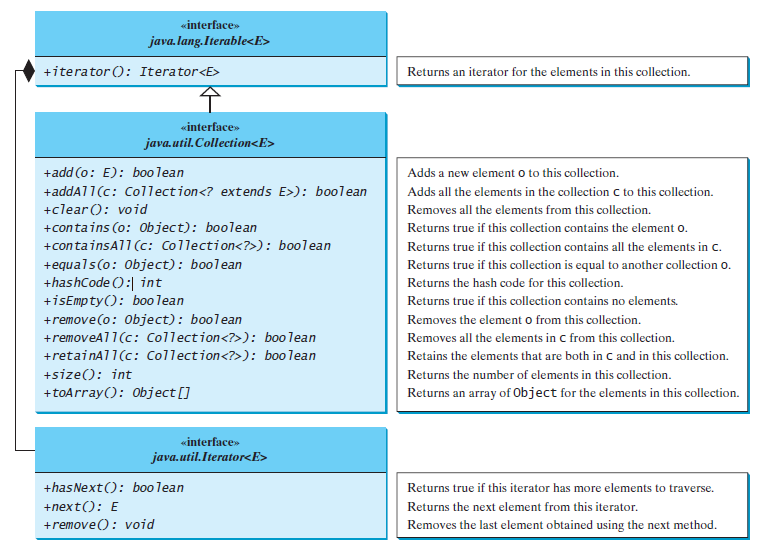 «interface»
java.lang.Iterable<E>
+iterator(): Iterator<E>
Returns an iterator for the elements in this collection.
«interface»
java.util.Collection<E>
+add(o: E): boolean
Adds a new element o to this collection.
+addAll(c: Collection<? extends E>): boolean
Adds all the elements in the collection c to this collection.
+clear(): void
Removes all the elements from this collection.
+contains(o: Object): boolean
Returns true if this collection contains the element o.
+containsAll(c: Collection<?>): boolean
Returns true if this collection contains all the elements in c.
+equals(o: Object): boolean
Returns true if this collection is equal to another collection o.
+hashCode(): int
Returns the hash code for this collection.
+isEmpty(): boolean
Returns true if this collection contains no elements.
+remove(o: Object): boolean
Removes the element o from this collection.
+removeAll(c: Collection<?>): boolean
Removes all the elements in c from this collection.
+retainAll(c: Collection<?>): boolean
Retains the elements that are both in c and in this collection.
+size(): int
Returns the number of elements in this collection.
+toArray(): Object[]
Returns an array of Object for the elements in this collection.
«interface»
java.util.Iterator<E>
+hasNext(): boolean
Returns true if this iterator has more elements to traverse.
+next(): E
Returns the next element from this iterator.
+remove(): void
Removes the last element obtained using the next method.